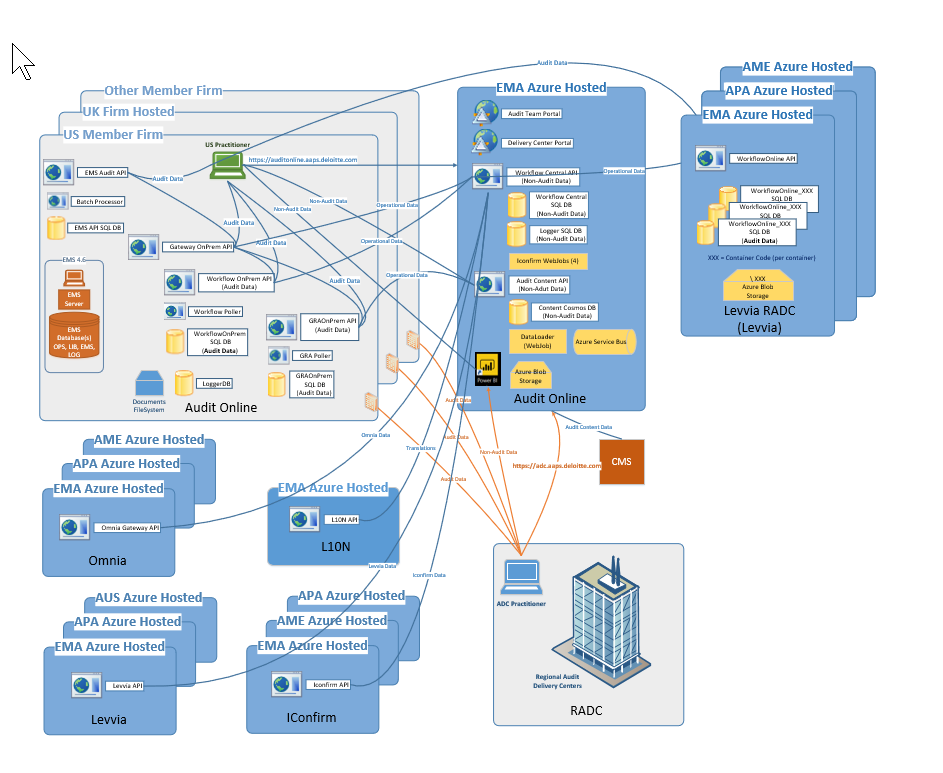 Other Member Firm
UK Firm Hosted
US Member Firm
US Practitioner
https://auditonline.aaps.deloitte.com
EMS Audit API
Batch Processor
EMS API SQL DB
Gateway OnPrem API
EMS 4.6
EMS
Server
EMS
Database(s)
OPS, LIB, EMS,
LOG
Workflow OnPrem API
(Audit Data)
Workflow Poller
WorkflowOnPrem
SQL DB
(Audit Data)
GRAOnPrem API
(Audit Data)
GRA Poller
GRAOnPrem
SQL DB
(Audit Data)
Documents
FileSystem
LoggerDB
Audit Online
Audit Data
Audit Data
Audit Data
Audit Data
Non-Audit Data
Non-Audit Data
Operational Data
Operational Data
Operational Data
Audit Data
EMA Azure Hosted
Audit Team Portal
Delivery Center Portal
Workflow Central API
(Non-Audit Data)
Workflow Central
SQL DB
(Non-Audit Data)
Logger SQL DB
(Non-Audit Data)
Iconfirm WebJobs (4)
Audit Content API
(Non-Adut Data)
Content Cosmos DB
(Non-Audit Data)
DataLoader
(WebJob)
Azure Service Bus
Power BI
Azure Blob
Storage
Audit Online
Operational Data
AME Azure Hosted
APA Azure Hosted
EMA Azure Hosted
WorkflowOnline API
WorkflowOnline_XXX
SQL DB
WorkflowOnline_XXX
SQL DB
WorkflowOnline_XXX
SQL DB
(Audit Data)
XXX = Container Code (per container)
\ XXX
Azure Blob
Storage
Levvia RADC
(Levvia)
Audit Data
Audit Data
Non-Audit Data
Audit Data
Audit Content Data
https://adc.aaps.deloitte.com
CMS
Omnia Data
Translations
Levvia Data
Iconfirm Data
AME Azure Hosted
APA Azure Hosted
EMA Azure Hosted
Omnia Gateway API
Omnia
EMA Azure Hosted
L10N API
L10N
AUS Azure Hosted
APA Azure Hosted
EMA Azure Hosted
Levvia API
Levvia
APA Azure Hosted
AME Azure Hosted
EMA Azure Hosted
Iconfirm API
IConfirm
ADC Practitioner
Regional Audit
Delivery Centers
RADC